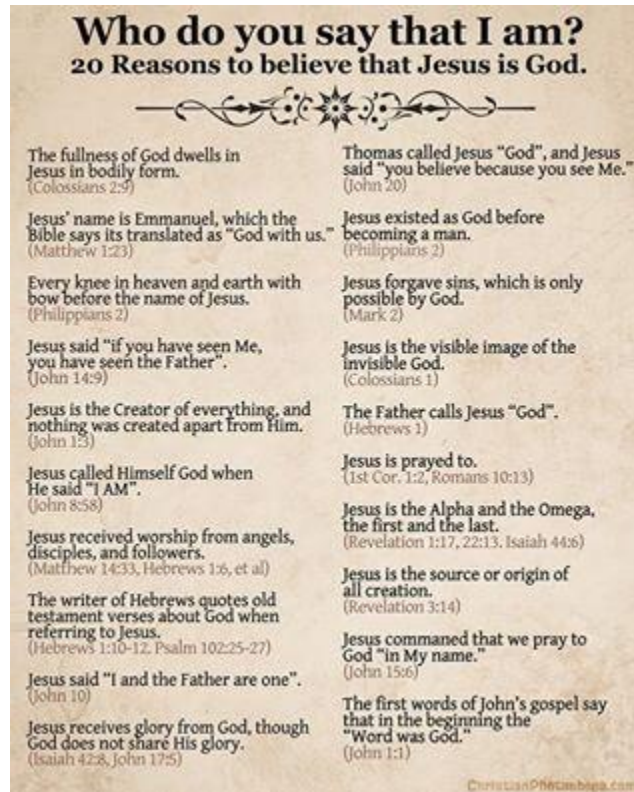 Who do you say that I am?
20 Reasons to believe that Jesus is God.
The fullness of God dwells in
Jesus in bodily form.
(Colossians 2:9)
Jesus' name is Emmanuel, which the
Bible says its translated as "God with us."
(Matthew 1:23)
Every knee in heaven and earth with
bow before the name of Jesus.
(Philippians 2)
Jesus said "if you have seen Me,
you have seen the Father".
(John 14:9)
Jesus is the Creator of everything, and
nothing was created apart from Him.
(John 1:3)
Jesus called Himself God when
He said "I AM".
(John 8:58)
Jesus received worship from angels,
disciples, and followers.
(Matthew 14:33, Hebrews 1:6, et al)
The writer of Hebrews quotes old
testament verses about God when
referring to Jesus.
(Hebrews 1:10-12, Psalm 102:25-27)
Jesus said "I and the Father are one".
(John 10)
Jesus receives glory from God, though
God does not share His glory.
(Isaiah 42:8, John 17:5)
Thomas called Jesus "God", and Jesus
said "you believe because you see Me."
(John 20)
Jesus existed as God before
becoming a man.
(Philippians 2)
Jesus forgave sins, which is only
possible by God.
(Mark 2)
Jesus is the visible image of the
invisible God.
(Colossians 1)
The Father calls Jesus "God".
(Hebrews 1)
Jesus is prayed to.
(1st Cor. 1:2, Romans 10:13)
Jesus is the Alpha and the Omega,
the first and the last.
(Revelation 1:17, 22:13. Isaiah 44:6)
Jesus is the source or origin of
all creation.
(Revelation 3:14)
Jesus commaned that we pray to
God "in My name."
(John 15:6)
The first words of John's gospel say
that in the beginning the
"Word was God."
(John 1:1)